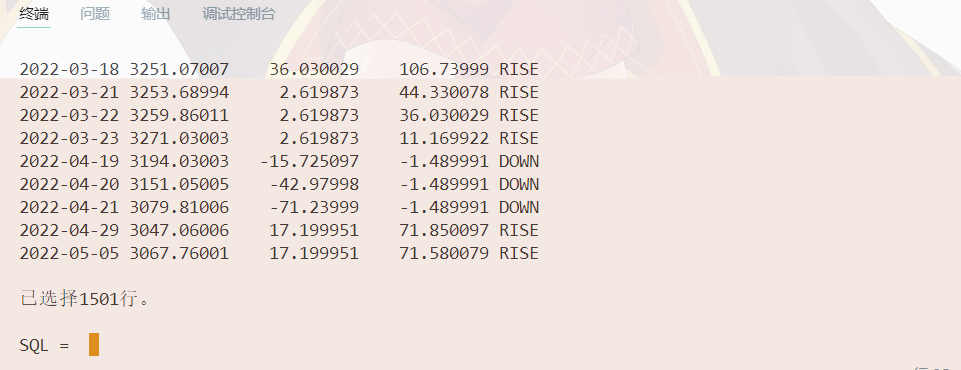 终端 问题 输出 调试控制台
2022-03-18 3251.07007 36.030029 106.73999 RISE
2022-03-21 3253.68994 2.619873 44.330078 RISE
2022-03-22 3259.86011 2.619873 36.030029 RISE
2022-03-23 3271.03003 2.619873 11.169922 RISE
2022-04-19 3194.03003 -15.725097 -1.489991 DOWN
2022-04-20 3151.05005 -42.97998 -1.489991 DOWN
2022-04-21 3079.81006 -71.23999 -1.489991 DOWN
2022-04-29 3047.06006 17.199951 71.850097 RISE
2022-05-05 3067.76001 17.199951 71.580079 RISE
已选择1501行。
SQL =